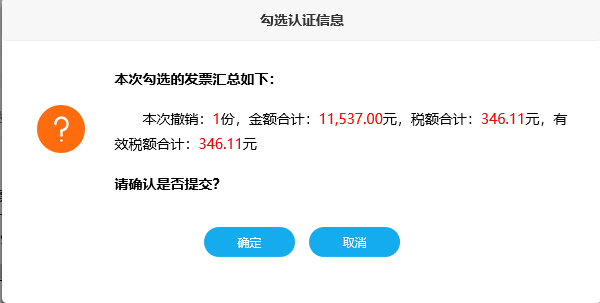 勾选认证信息
本次勾选的发票汇总如下：
本次撤销：1份，金额合计：11,537.00元，税额合计：346.11元，有
效税额合计：346.11元
请确认是否提交？
确定
取消